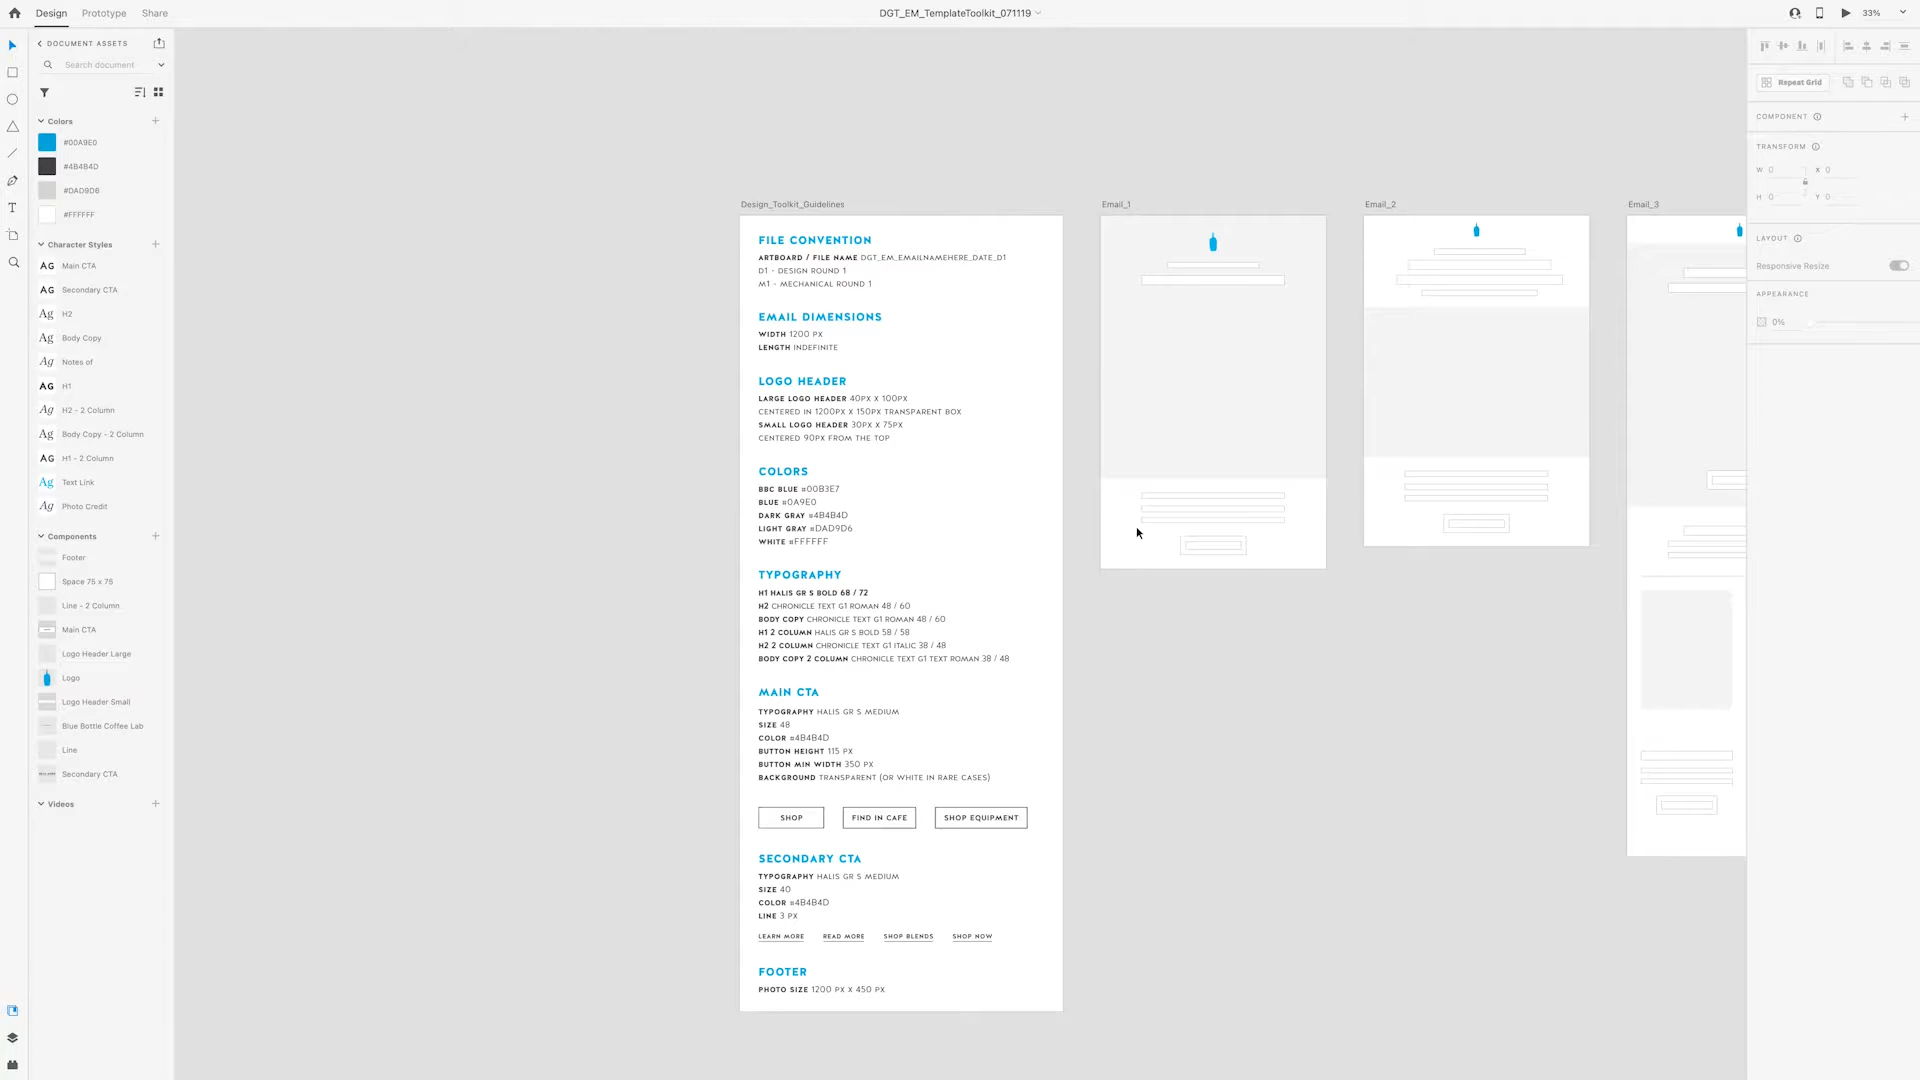 Design
Prototype
Share
DGT_EM_TemplateToolkit_071119
33%
DOCUMENT ASSETS
Search document
Colors
#00A9E0
#4B4B4D
#DAD9D6
#FFFFFF
Character Styles
AG Main CTA
AG Secondary CTA
Ag H2
Ag Body Copy
Ag Notes of
AG H1
Ag H2 - 2 Column
Ag Body Copy - 2 Column
AG H1 - 2 Column
Ag Text Link
Ag Photo Credit
Components
Footer
Space 75 x 75
Line - 2 Column
Main CTA
Logo Header Large
Logo
Logo Header Small
Blue Bottle Coffee Lab
Line
Secondary CTA
Videos
Design_Toolkit_Guidelines
FILE CONVENTION
ARTBOARD / FILE NAME DGT_EM_EMAILNAMEHERE_DATE_D1
D1 - DESIGN ROUND 1
M1 - MECHANICAL ROUND 1
EMAIL DIMENSIONS
WIDTH 1200 PX
LENGTH INDEFINITE
LOGO HEADER
LARGE LOGO HEADER 40PX X 100PX
CENTERED IN 1200PX X 150PX TRANSPARENT BOX
SMALL LOGO HEADER 30PX X 75PX
CENTERED 90PX FROM THE TOP
COLORS
BBC BLUE #00B3E7
BLUE #0A9E0
DARK GRAY #4B4B4D
LIGHT GRAY #DAD9D6
WHITE #FFFFFF
TYPOGRAPHY
H1 HALIS GR S BOLD 68 / 72
H2 CHRONICLE TEXT G1 ROMAN 48 / 60
BODY COPY CHRONICLE TEXT G1 ROMAN 48 / 60
H1 2 COLUMN HALIS GR S BOLD 58 / 58
H2 2 COLUMN CHRONICLE TEXT G1 ITALIC 38 / 48
BODY COPY 2 COLUMN CHRONICLE TEXT G1 TEXT ROMAN 38 / 48
MAIN CTA
TYPOGRAPHY HALIS GR S MEDIUM
SIZE 48
COLOR #4B4B4D
BUTTON HEIGHT 115 PX
BUTTON MIN WIDTH 350 PX
BACKGROUND TRANSPARENT (OR WHITE IN RARE CASES)
SHOP
FIND IN CAFE
SHOP EQUIPMENT
SECONDARY CTA
TYPOGRAPHY HALIS GR S MEDIUM
SIZE 40
COLOR #4B4B4D
LINE 3 PX
LEARN MORE
READ MORE
SHOP BLENDS
SHOP NOW
FOOTER
PHOTO SIZE 1200 PX X 450 PX
Email_1
Email_2
Email_3
Repeat Grid
COMPONENT
TRANSFORM
W 0
X 0
H 0
Y 0
LAYOUT
Responsive Resize
APPEARANCE
0%